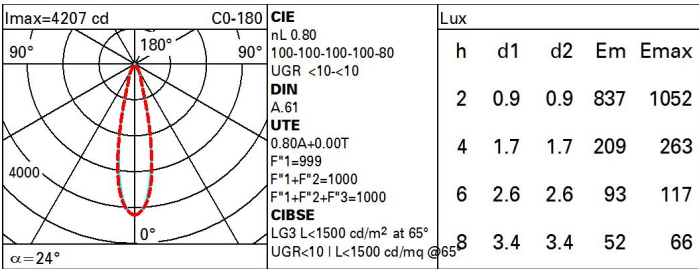 Imax=4207 cd C0-180
90° 180° 90°
4000
0°
α=24°
CIE
nL 0.80
100-100-100-100-80
UGR <10-<10
DIN
A.61
UTE
0.80A+0.00T
F"1=999
F"1+F"2=1000
F"1+F"2+F"3=1000
CIBSE
LG3 L<1500 cd/m² at 65°
UGR<10 | L<1500 cd/mq @65°
Lux
h d1 d2 Em Emax
2 0.9 0.9 837 1052
4 1.7 1.7 209 263
6 2.6 2.6 93 117
8 3.4 3.4 52 66